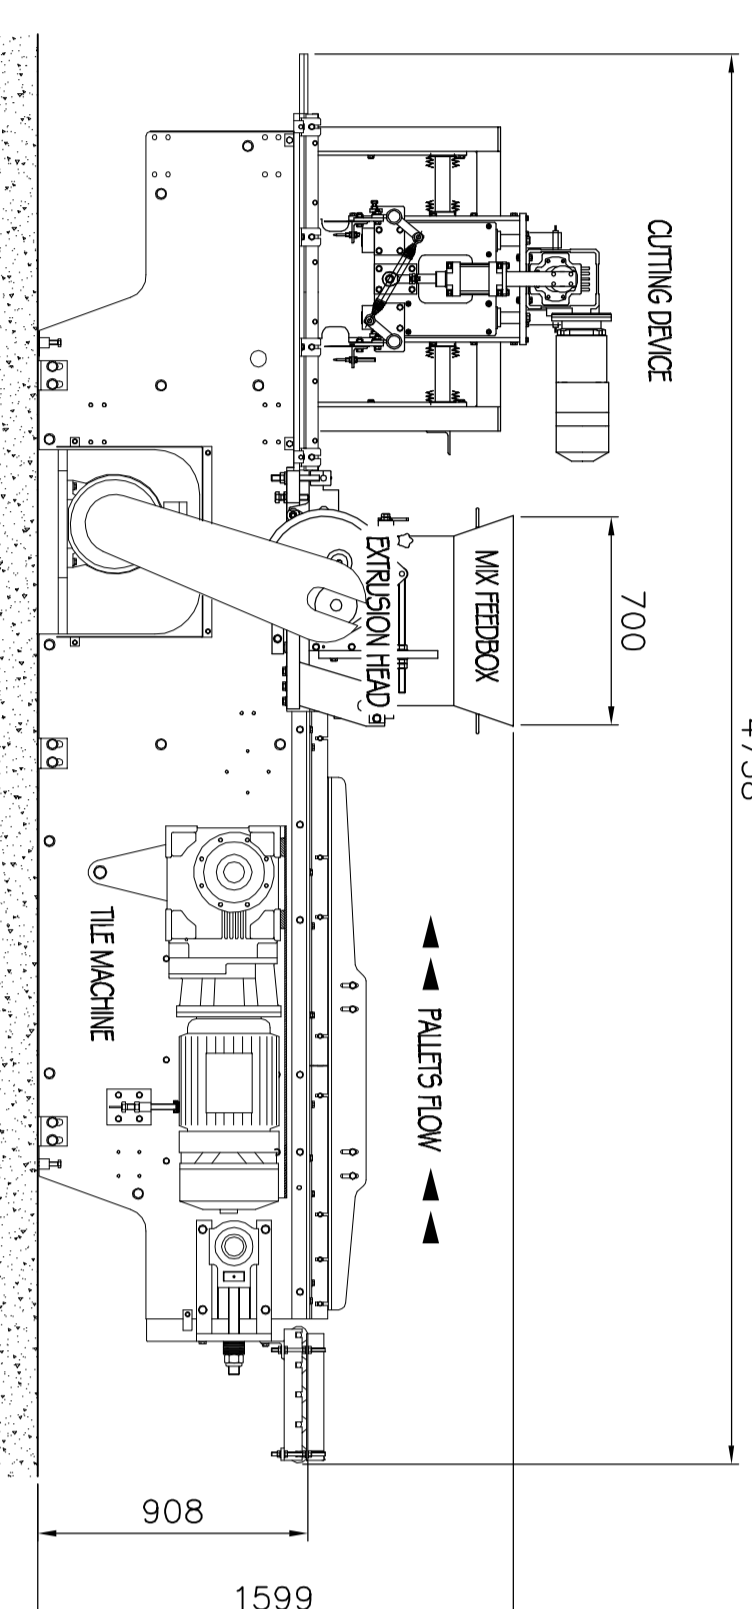 CUTTING DEVICE
MIX FEEDBOX
EXTRUSION HEAD
700
PALLETS FLOW
TILE MACHINE
908
1599